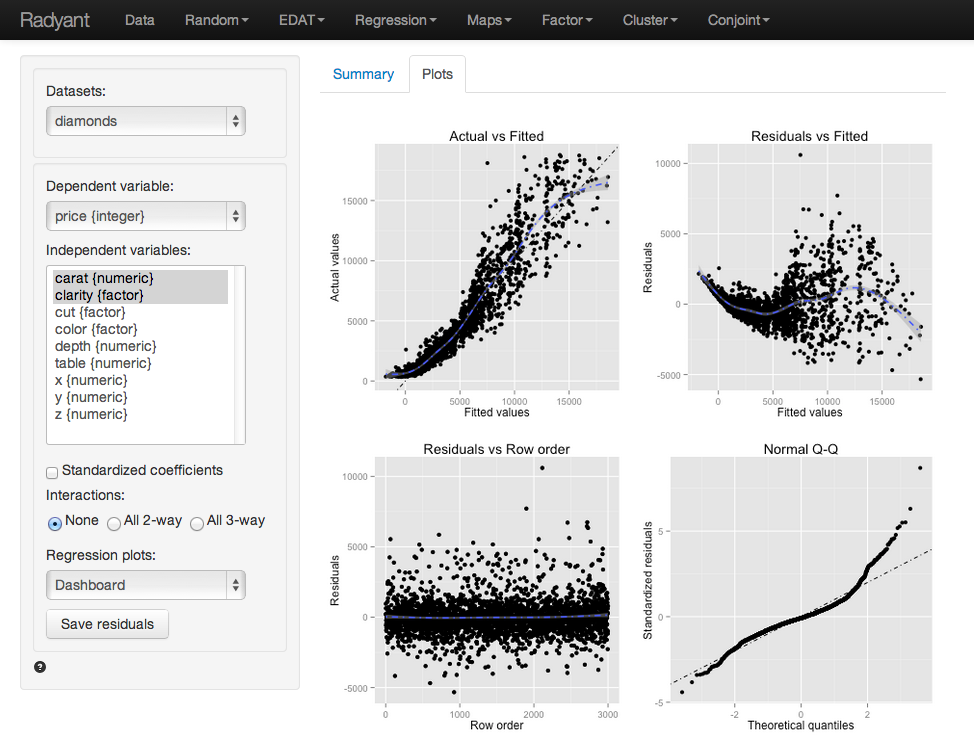 Radyant Data Random EDAT Regression Maps Factor Cluster Conjoint
Datasets:
diamonds
Dependent variable:
price {integer}
Independent variables:
carat {numeric}
clarity {factor}
cut {factor}
color {factor}
depth {numeric}
table {numeric}
x {numeric}
y {numeric}
z {numeric}
Standardized coefficients
Interactions:
None All 2-way All 3-way
Regression plots:
Dashboard
Save residuals
?
Summary Plots
Actual vs Fitted
Actual values
15000
10000
5000
0
0 5000 10000 15000
Fitted values
Residuals vs Fitted
Residuals
10000
5000
0
-5000
0 5000 10000 15000
Fitted values
Residuals vs Row order
Residuals
10000
5000
0
-5000
0 1000 2000 3000
Row order
Normal Q-Q
Standardized residuals
5
0
-5
-2 0 2
Theoretical quantiles